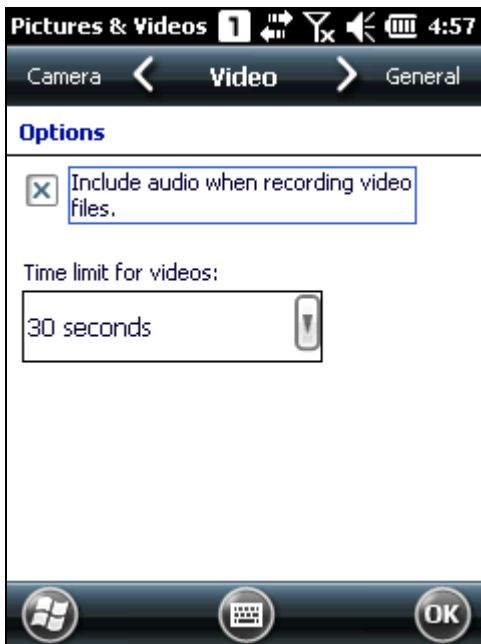 Pictures & Videos 1 4:57
Camera Video General
Options
Include audio when recording video
files.
Time limit for videos:
30 seconds
OK